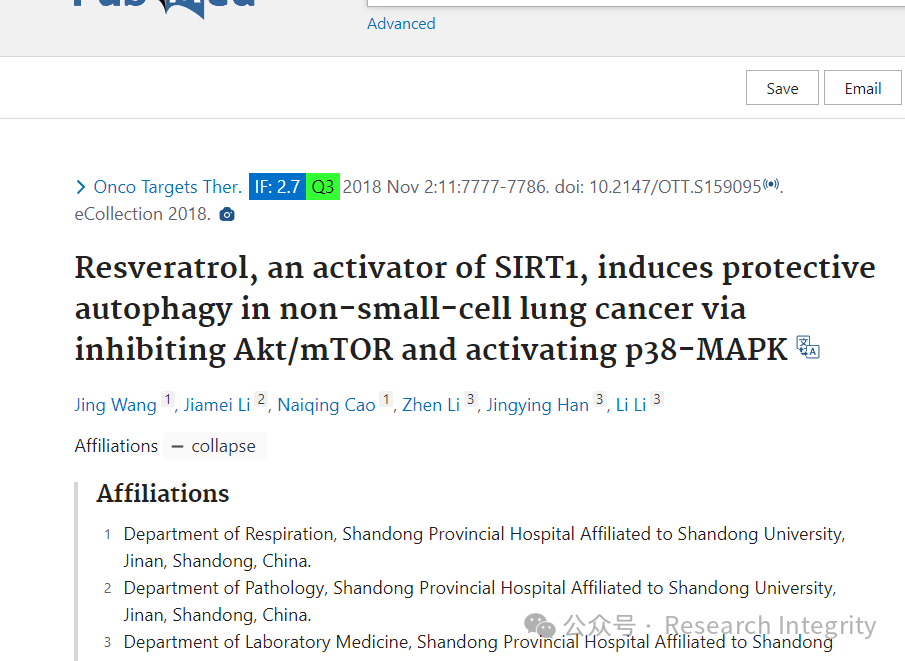 Advanced
Save
Email
Onco Targets Ther. IF: 2.7 Q3 2018 Nov 2:11:7777-7786. doi: 10.2147/OTT.S159095.
eCollection 2018.
Resveratrol, an activator of SIRT1, induces protective
autophagy in non-small-cell lung cancer via
inhibiting Akt/mTOR and activating p38-MAPK
Jing Wang 1, Jiamei Li 2, Naiqing Cao 1, Zhen Li 3, Jingying Han 3, Li Li 3
Affiliations — collapse
Affiliations
1 Department of Respiration, Shandong Provincial Hospital Affiliated to Shandong University,
Jinan, Shandong, China.
2 Department of Pathology, Shandong Provincial Hospital Affiliated to Shandong University,
Jinan, Shandong, China.
3 Department of Laboratory Medicine, Shandong Provincial Hospital Affiliated to Shandong
公众号 · Research Integrity